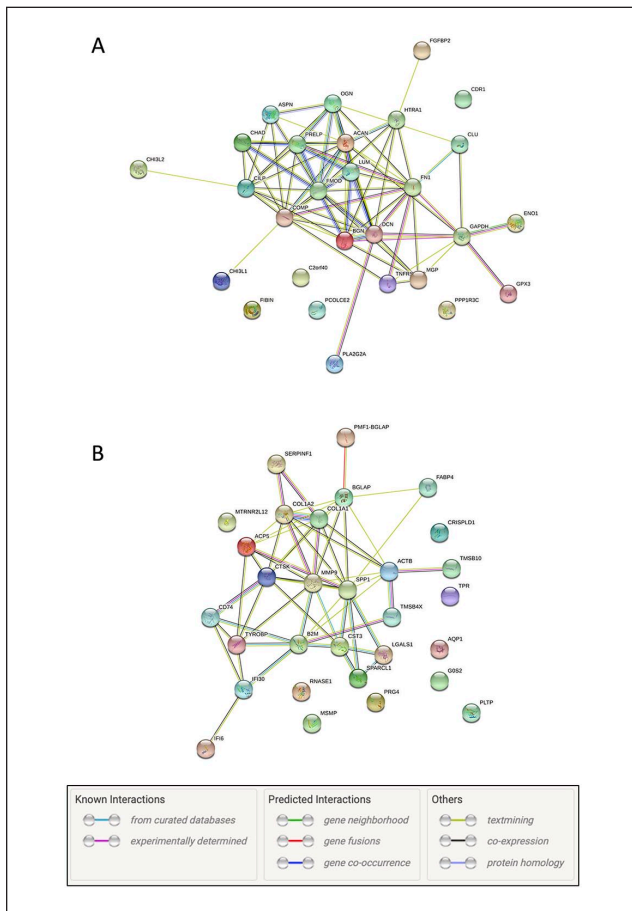 A
FGFBP2
CDR1
OGN
ASPN
HTRA1
CHAD
PRELP
ACAN
CLU
LUM
CHI3L2
CILP
FMOD
FN1
COMP
ENO1
BGN
OCN
GAPDH
C2orf40
MGP
CHI3L1
GPX3
FIBIN
PCOLCE2
PPP1R3C
PLA2G2A
B
PMF1-BGLAP
SERPINF1
BGLAP
FABP4
COL1A2
COL1A1
MTRNR2L12
CRISPLD1
ACP5
ACTB
TMSB10
CTSK
MMP9
SPP1
TPR
CD74
TMSB4X
TYROBP
B2M
CST3
LGALS1
AQP1
SPARCL1
IFI30
RNASE1
G0S2
PRG4
PLTP
MSMP
IFI6
Known Interactions
from curated databases
experimentally determined
Predicted Interactions
gene neighborhood
gene fusions
gene co-occurrence
Others
textmining
co-expression
protein homology